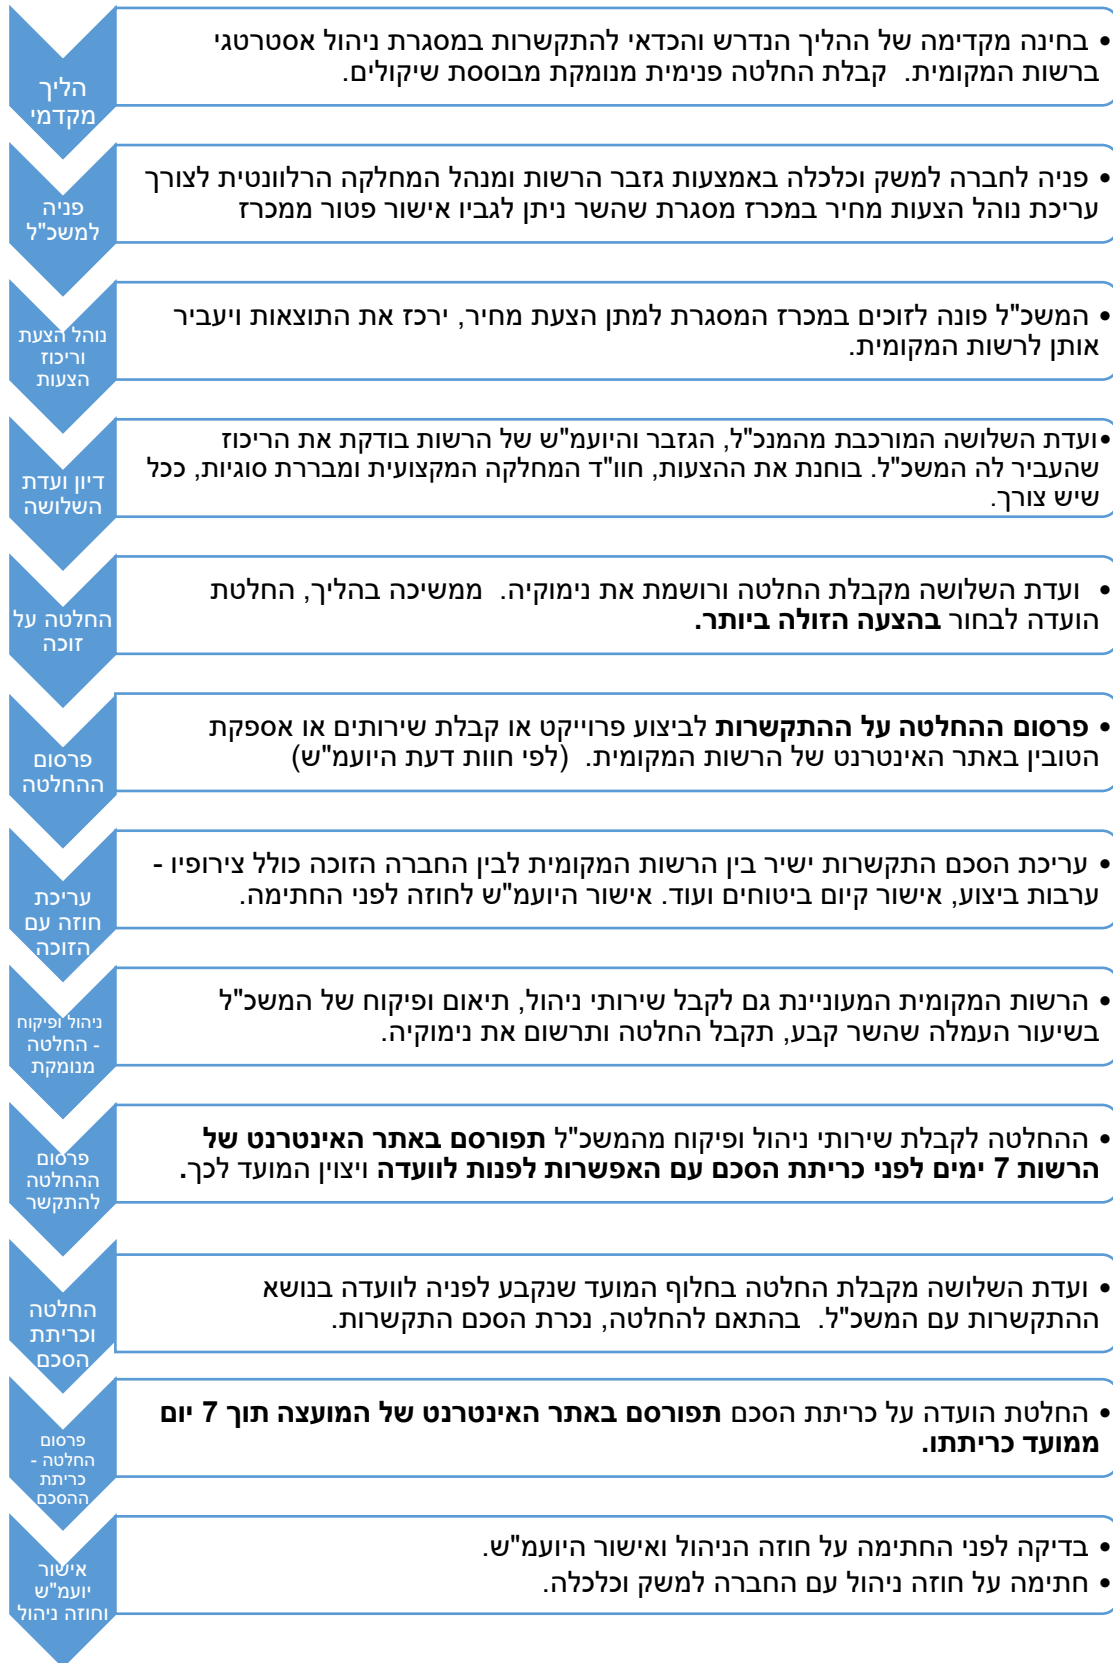 הליך
מקדמי
• בחינה מקדימה של ההליך הנדרש והכדאי להתקשרות במסגרת ניהול אסטרטגי
ברשות המקומית. קבלת החלטה פנימית מנומקת מבוססת שיקולים.
פניה
למשכ"ל
• פניה לחברה למשק וכלכלה באמצעות גזבר הרשות ומנהל המחלקה הרלוונטית לצורך
עריכת נוהל הצעות מחיר במכרז מסגרת שהשר ניתן לגביו אישור פטור ממכרז
נוהל הצעת
וריכוז
הצעות
• המשכ"ל פונה לזוכים במכרז המסגרת למתן הצעת מחיר, ירכז את התוצאות ויעביר
אותן לרשות המקומית.
דיון ועדת
השלושה
•ועדת השלושה המורכבת מהמנכ"ל, הגזבר והיועמ"ש של הרשות בודקת את הריכוז
שהעביר לה המשכ"ל. בוחנת את ההצעות, חוו"ד המחלקה המקצועית ומבררת סוגיות, ככל
שיש צורך.
החלטה על
זוכה
• ועדת השלושה מקבלת החלטה ורושמת את נימוקיה. ממשיכה בהליך, החלטת
הועדה לבחור בהצעה הזולה ביותר.
פרסום
ההחלטה
• פרסום ההחלטה על ההתקשרות לביצוע פרוייקט או קבלת שירותים או אספקת
הטובין באתר האינטרנט של הרשות המקומית. (לפי חוות דעת היועמ"ש)
עריכת
חוזה עם
הזוכה
• עריכת הסכם התקשרות ישיר בין הרשות המקומית לבין החברה הזוכה כולל צירופיו -
ערבות ביצוע, אישור קיום ביטוחים ועוד. אישור היועמ"ש לחוזה לפני החתימה.
ניהול ופיקוח
- החלטה
מנומקת
• הרשות המקומית המעוניינת גם לקבל שירותי ניהול, תיאום ופיקוח של המשכ"ל
בשיעור העמלה שהשר קבע, תקבל החלטה ותרשום את נימוקיה.
פרסום
ההחלטה
להתקשר
• ההחלטה לקבלת שירותי ניהול ופיקוח מהמשכ"ל תפורסם באתר האינטרנט של
הרשות 7 ימים לפני כריתת הסכם עם האפשרות לפנות לוועדה ויצוין המועד לכך.
החלטה
וכריתת
הסכם
• ועדת השלושה מקבלת החלטה בחלוף המועד שנקבע לפניה לוועדה בנושא
ההתקשרות עם המשכ"ל. בהתאם להחלטה, נכרת הסכם התקשרות.
פרסום
החלטה -
כריתת
ההסכם
• החלטת הועדה על כריתת הסכם תפורסם באתר האינטרנט של המועצה תוך 7 יום
ממועד כריתתו.
אישור
יועמ"ש
וחוזה ניהול
• בדיקה לפני החתימה על חוזה הניהול ואישור היועמ"ש.
• חתימה על חוזה ניהול עם החברה למשק וכלכלה.